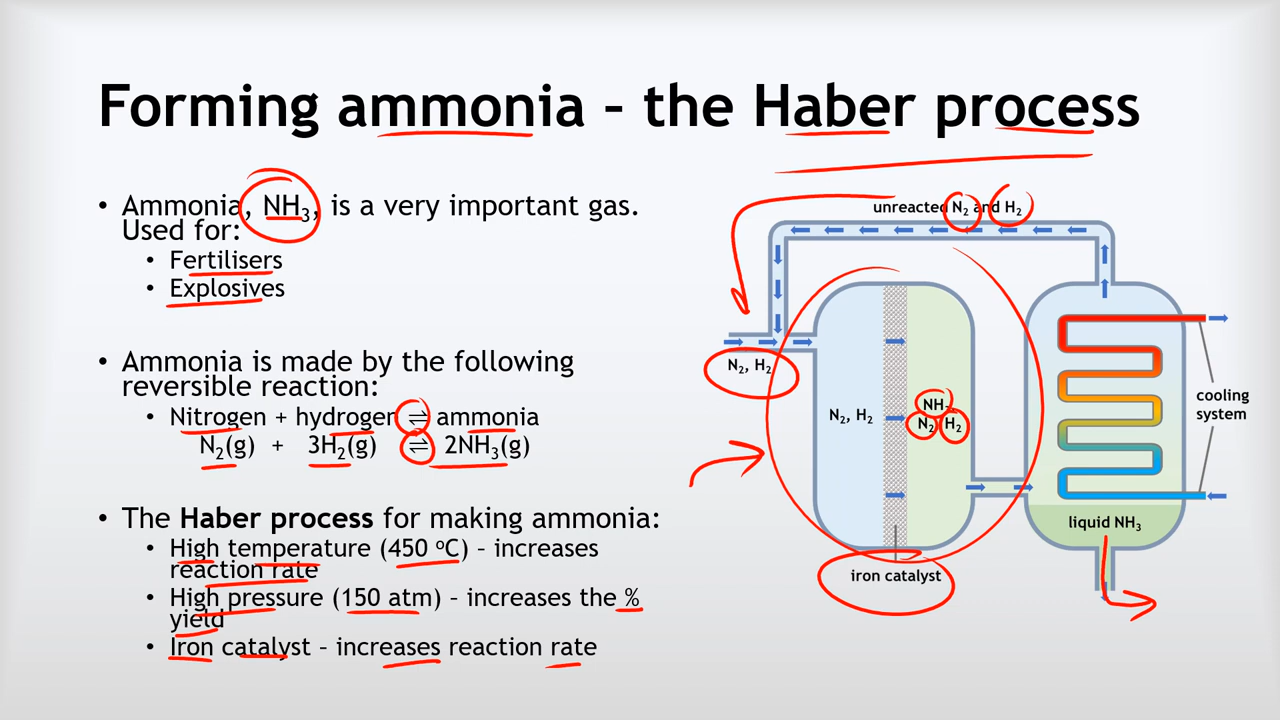 Forming ammonia – the Haber process
• Ammonia, NH₃, is a very important gas.
Used for:
• Fertilisers
• Explosives
• Ammonia is made by the following
reversible reaction:
• Nitrogen + hydrogen ⇌ ammonia
N₂(g) + 3H₂(g) ⇌ 2NH₃(g)
• The Haber process for making ammonia:
• High temperature (450 ᵒC) – increases
reaction rate
• High pressure (150 atm) – increases the %
yield
• Iron catalyst – increases reaction rate
unreacted N₂ and H₂
N₂, H₂
N₂, H₂
NH
N₂ H₂
iron catalyst
cooling
system
liquid NH₃